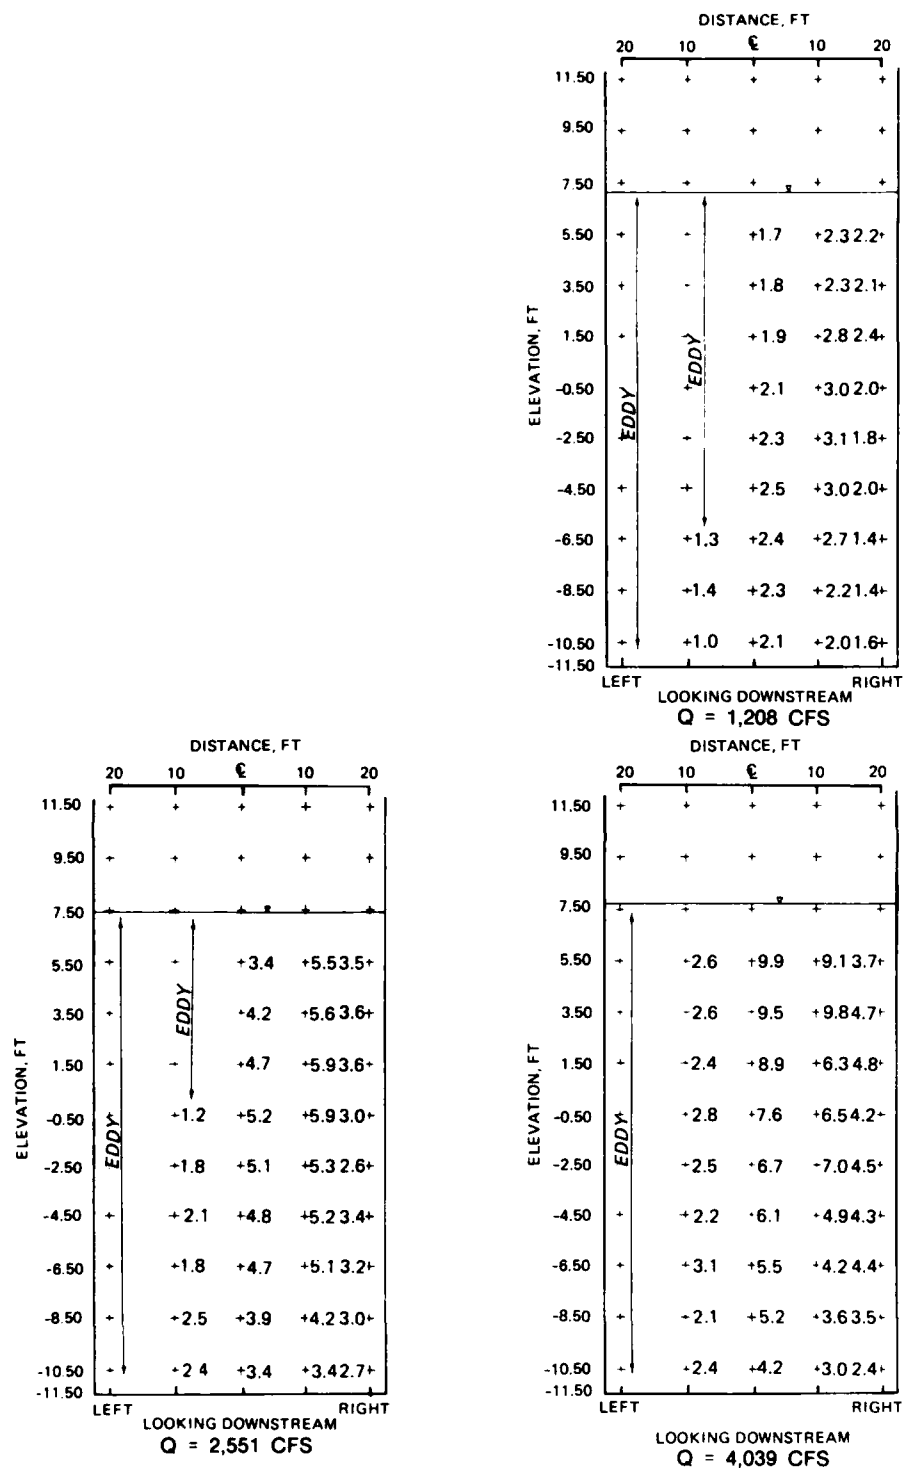 DISTANCE, FT
20 10 ℄ 10 20
11.50
9.50
7.50
5.50 +1.7 +2.3 2.2+
3.50 +1.8 +2.3 2.1+
1.50 +1.9 +2.8 2.4+
-0.50 +2.1 +3.0 2.0+
-2.50 +2.3 +3.1 1.8+
-4.50 +2.5 +3.0 2.0+
-6.50 +1.3 +2.4 +2.7 1.4+
-8.50 +1.4 +2.3 +2.2 1.4+
-10.50 +1.0 +2.1 +2.0 1.6+
-11.50
ELEVATION, FT
EDDY
EDDY
LEFT RIGHT
LOOKING DOWNSTREAM
Q = 1,208 CFS
DISTANCE, FT
20 10 ℄ 10 20
11.50
9.50
7.50
5.50 +3.4 +5.5 3.5+
3.50 +4.2 +5.6 3.6+
1.50 +4.7 +5.9 3.6+
-0.50 +1.2 +5.2 +5.9 3.0+
-2.50 +1.8 +5.1 +5.3 2.6+
-4.50 +2.1 +4.8 +5.2 3.4+
-6.50 +1.8 +4.7 +5.1 3.2+
-8.50 +2.5 +3.9 +4.2 3.0+
-10.50 +2.4 +3.4 +3.4 2.7+
-11.50
ELEVATION, FT
EDDY
EDDY
LEFT RIGHT
LOOKING DOWNSTREAM
Q = 2,551 CFS
DISTANCE, FT
20 10 ℄ 10 20
11.50
9.50
7.50
5.50 +2.6 +9.9 +9.1 3.7+
3.50 +2.6 +9.5 +9.8 4.7+
1.50 +2.4 +8.9 +6.3 4.8+
-0.50 +2.8 +7.6 +6.5 4.2+
-2.50 +2.5 +6.7 +7.0 4.5+
-4.50 +2.2 +6.1 +4.9 4.3+
-6.50 +3.1 +5.5 +4.2 4.4+
-8.50 +2.1 +5.2 +3.6 3.5+
-10.50 +2.4 +4.2 +3.0 2.4+
-11.50
ELEVATION, FT
EDDY
LEFT RIGHT
LOOKING DOWNSTREAM
Q = 4,039 CFS